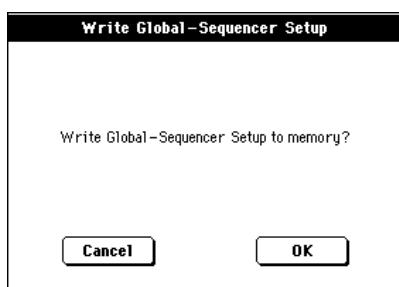 Write Global-Sequencer Setup
Write Global-Sequencer Setup to memory?
Cancel OK